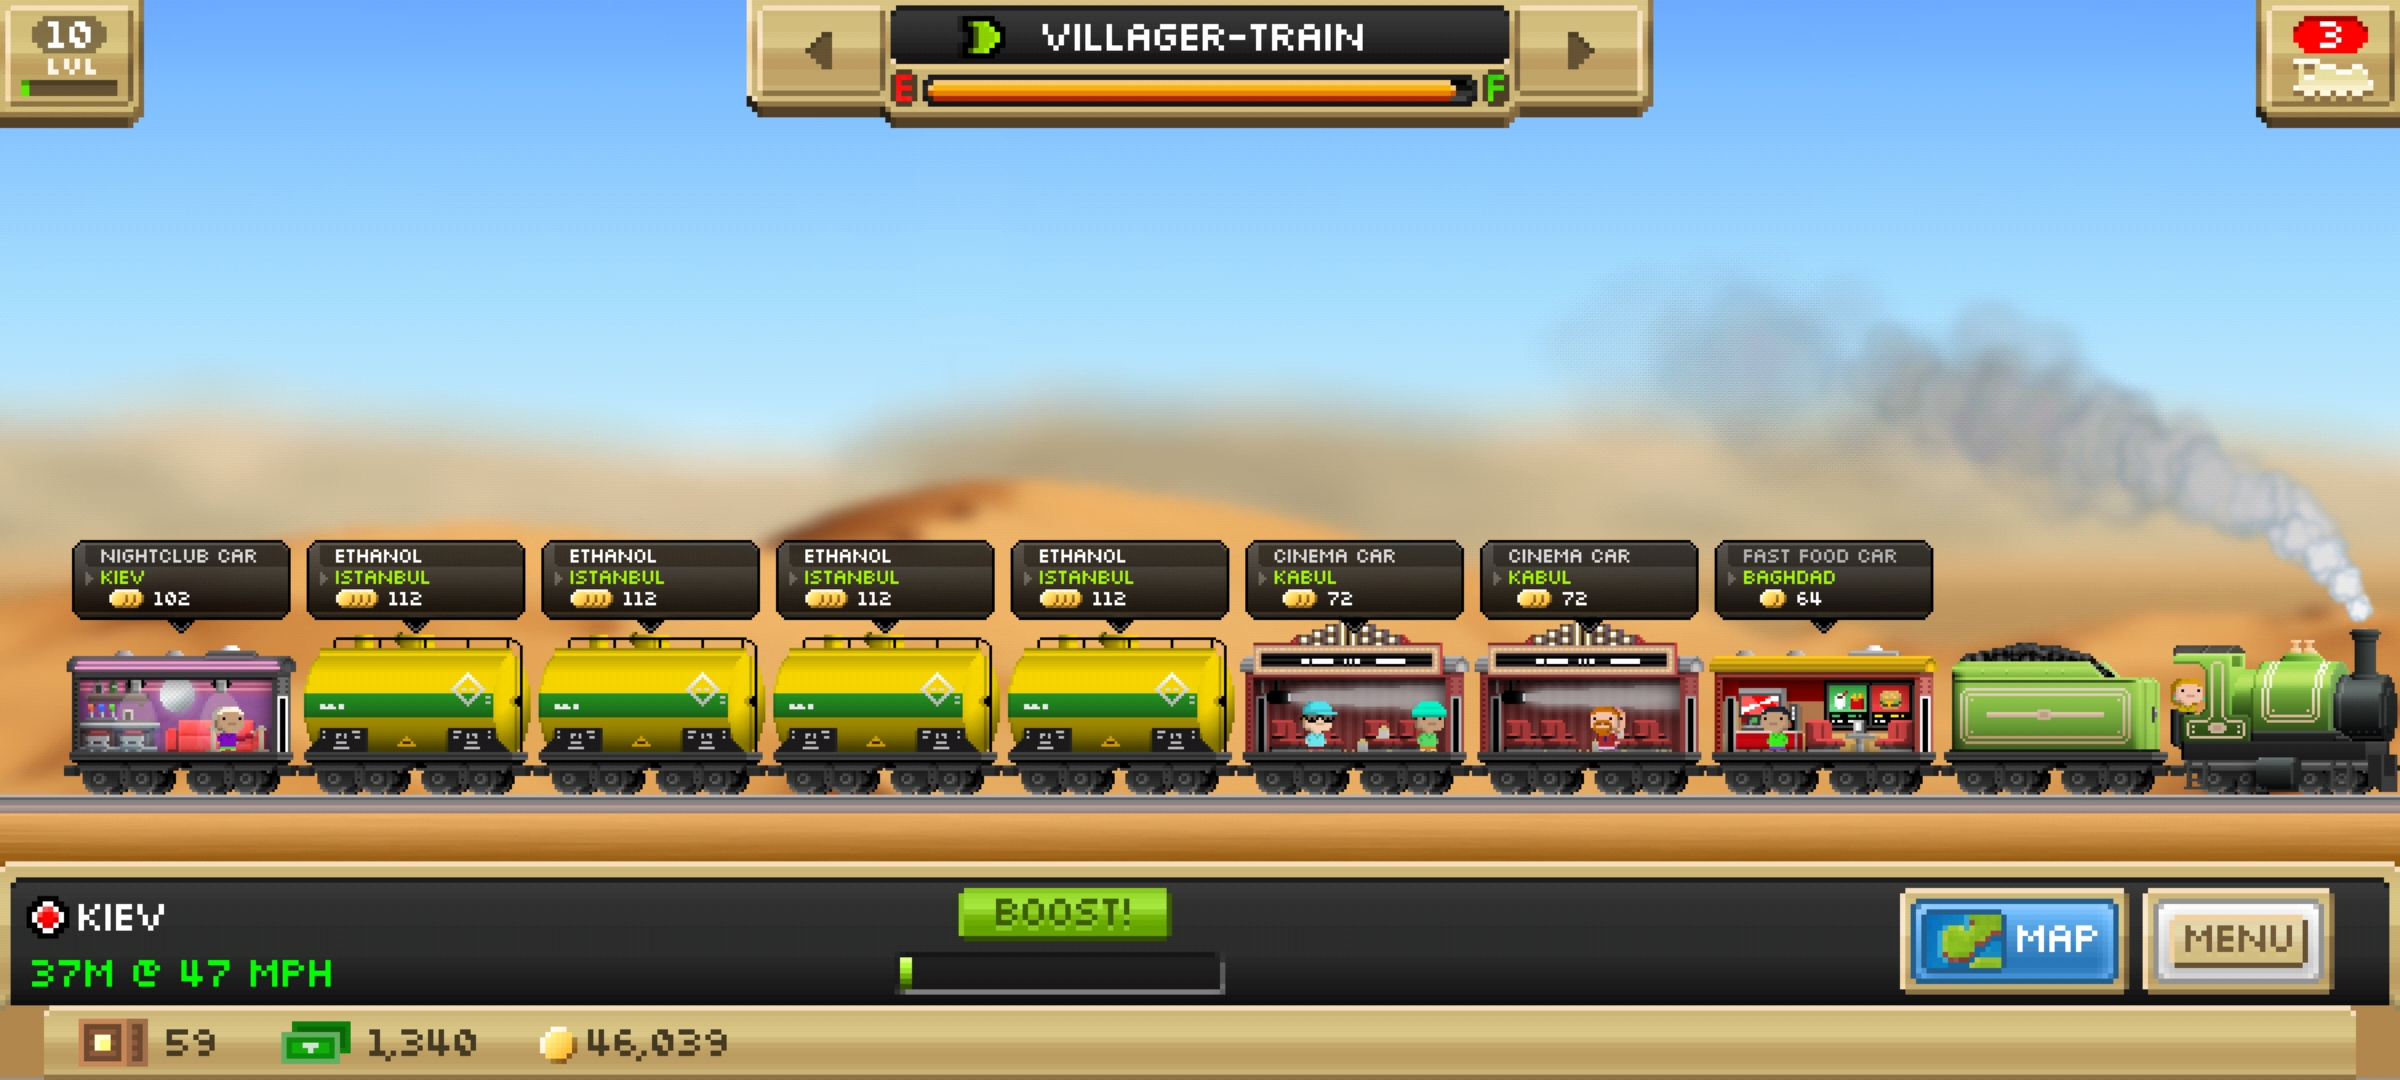 10
LVL
VILLAGER-TRAIN
E F
3
NIGHTCLUB CAR
KIEV
102
ETHANOL
ISTANBUL
112
ETHANOL
ISTANBUL
112
ETHANOL
ISTANBUL
112
ETHANOL
ISTANBUL
112
CINEMA CAR
KABUL
72
CINEMA CAR
KABUL
72
FAST FOOD CAR
BAGHDAD
64
KIEV
37M @ 47 MPH
BOOST!
MAP
MENU
59
1,340
46,039